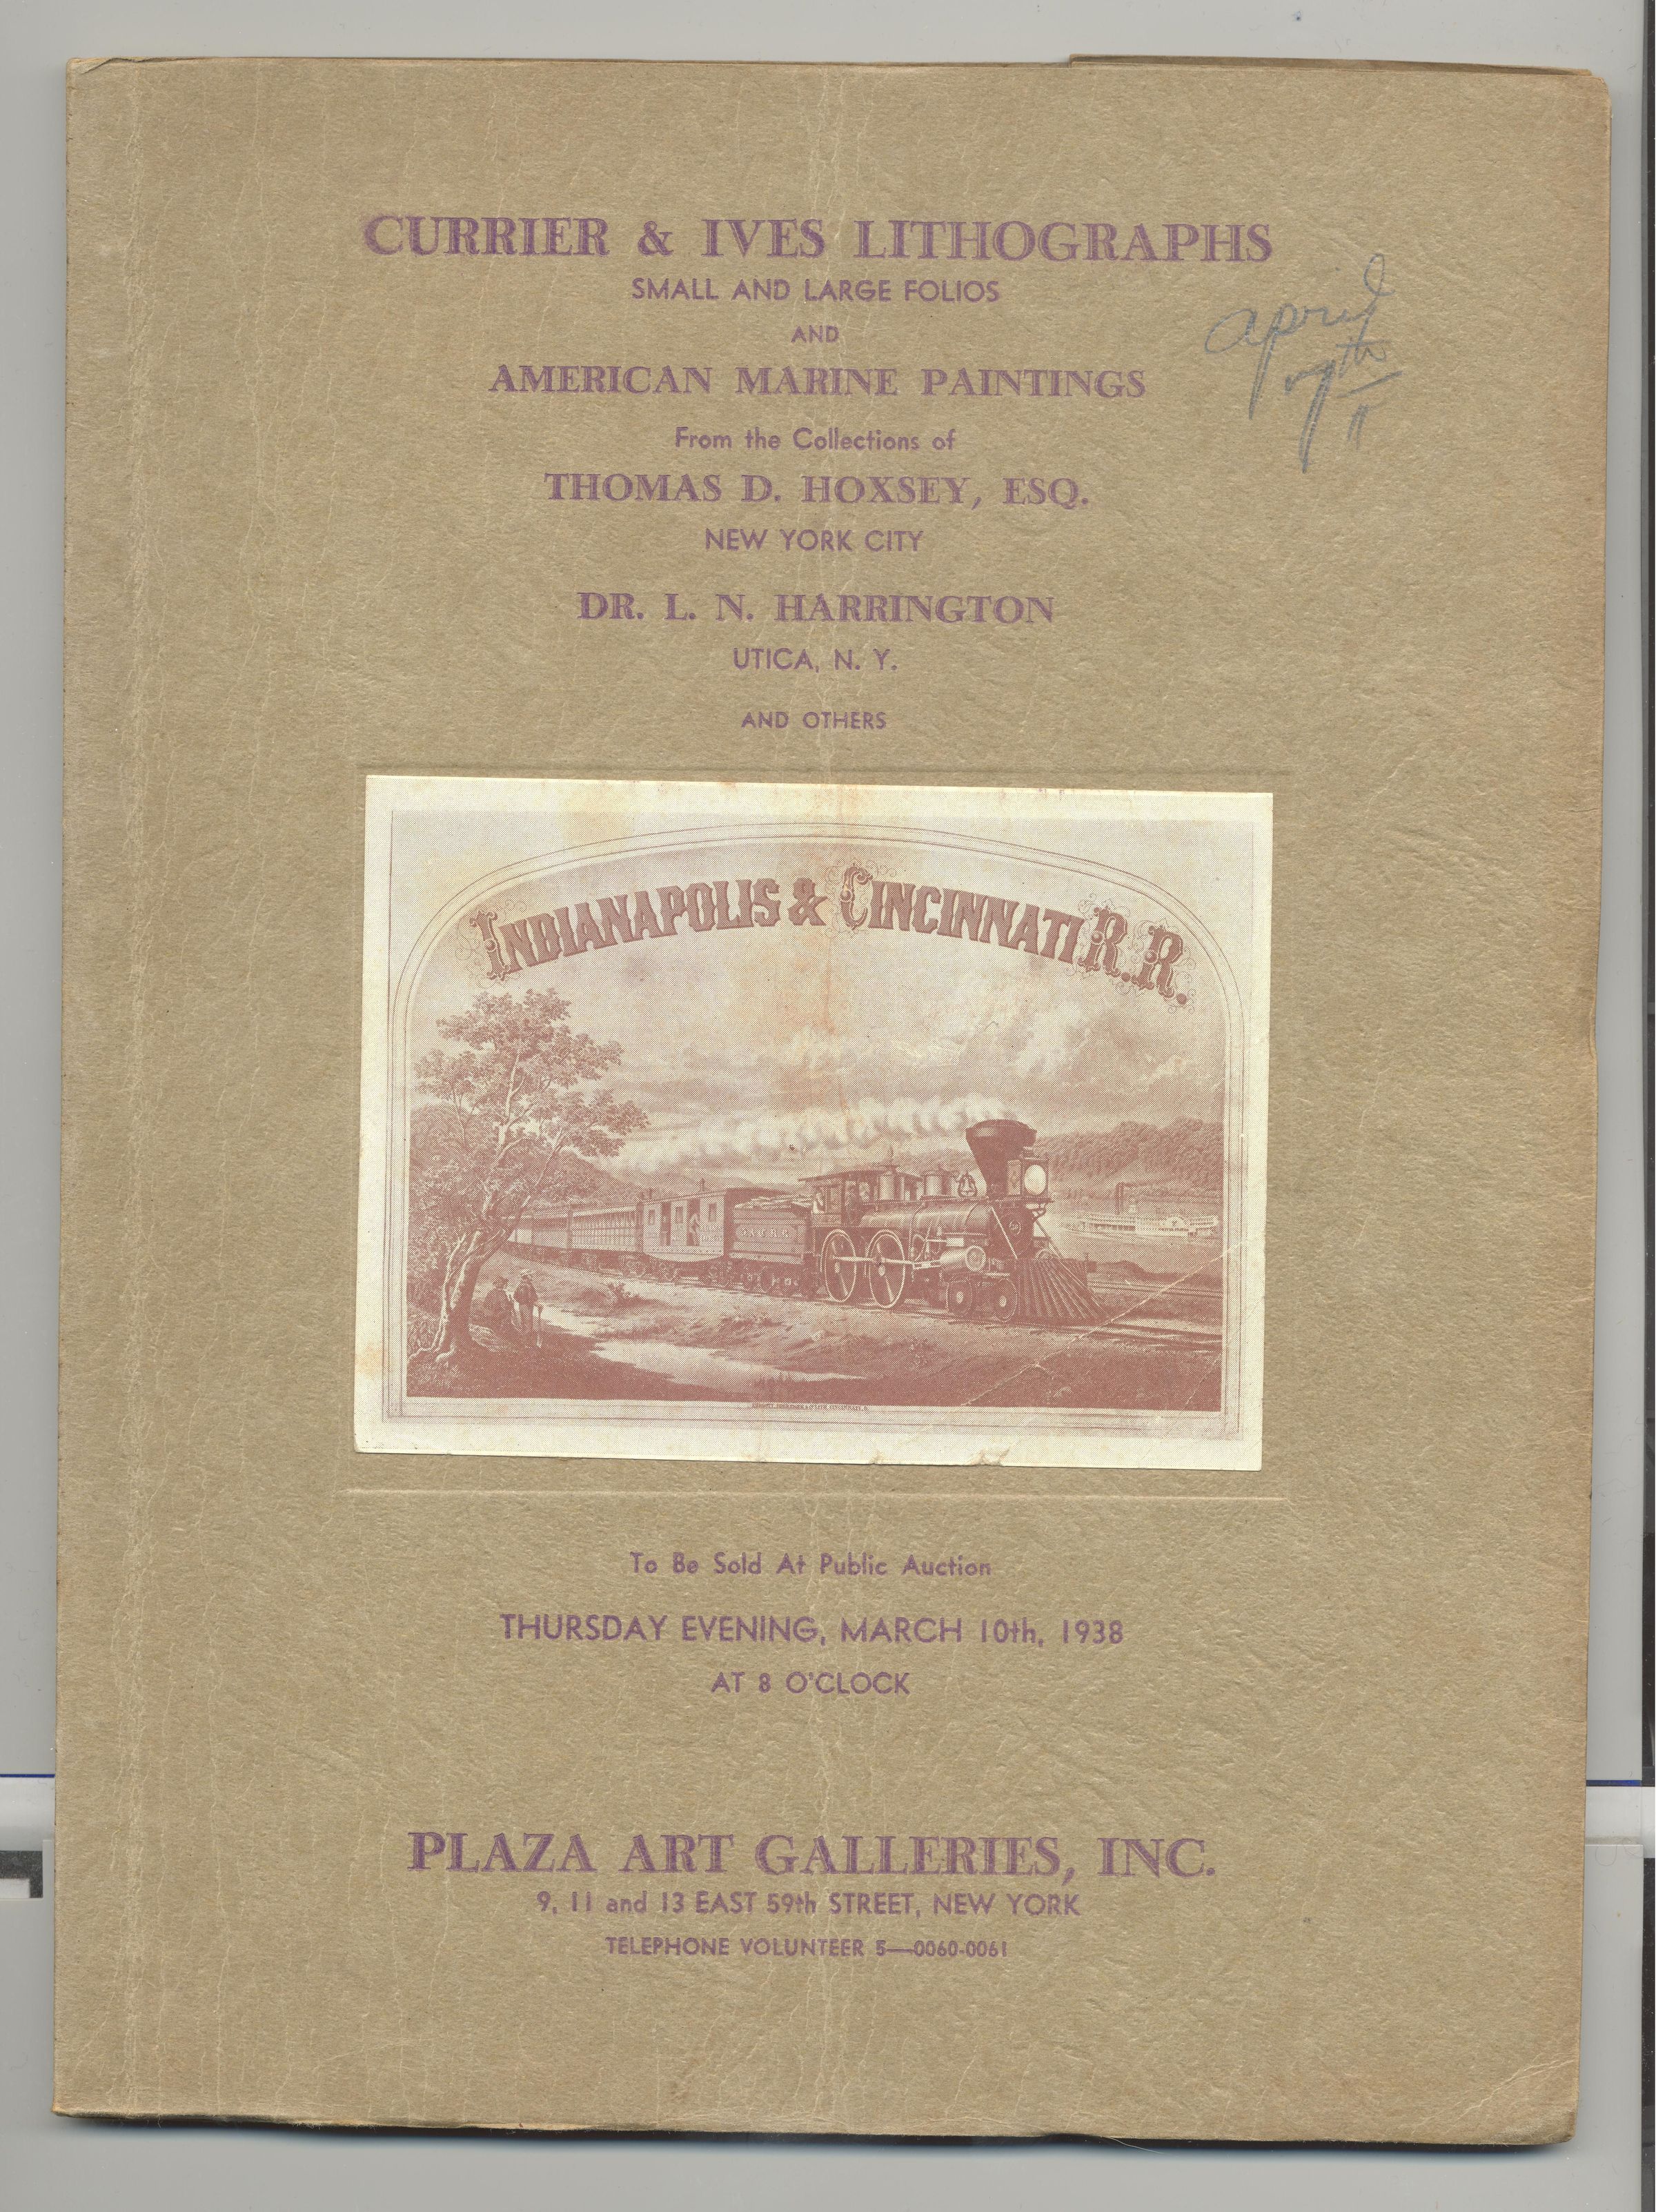 CURRIER & IVES LITHOGRAPHS
SMALL AND LARGE FOLIOS
AND
AMERICAN MARINE PAINTINGS
april
7th
From the Collections of
THOMAS D. HOXSEY, ESQ.
NEW YORK CITY
DR. L. N. HARRINGTON
UTICA, N. Y.
AND OTHERS
INDIANAPOLIS & CINCINNATI R.R.
To Be Sold At Public Auction
THURSDAY EVENING, MARCH 10th, 1938
AT 8 O'CLOCK
PLAZA ART GALLERIES, INC.
9, 11 and 13 EAST 59th STREET, NEW YORK
TELEPHONE VOLUNTEER 5—0060-0061